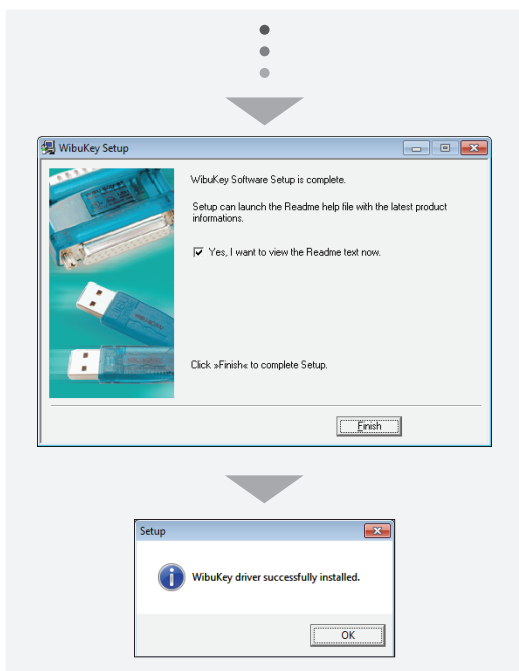 WibuKey Setup
WibuKey Software Setup is complete.
Setup can launch the Readme help file with the latest product
informations.
Yes, I want to view the Readme text now.
Click »Finish« to complete Setup.
Finish
Setup
WibuKey driver successfully installed.
OK